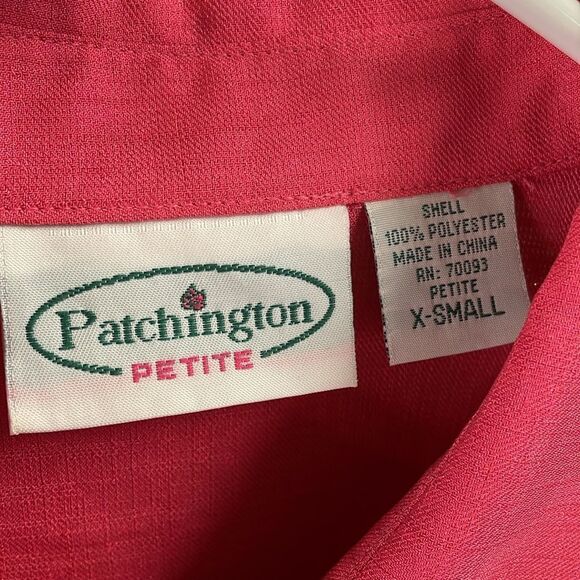 Patchington
PETITE
SHELL
100% POLYESTER
MADE IN CHINA
RN: 70093
PETITE
X-SMALL